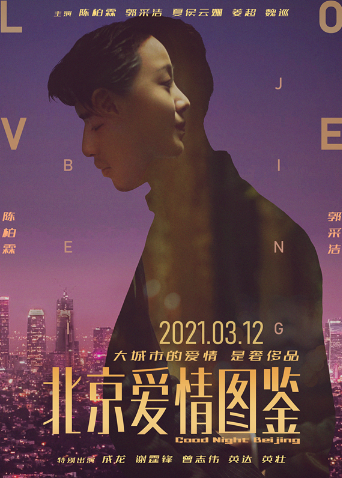 LOVE
主演 陈柏霖 郭采洁 夏侯云姗 姜超 魏巡
BEIJING
陈柏霖
郭采洁
2021.03.12
大城市的爱情 是奢侈品
北京爱情图鉴
Good Night Beijing
特别出演 成龙 谢霆锋 曾志伟 英达 英壮